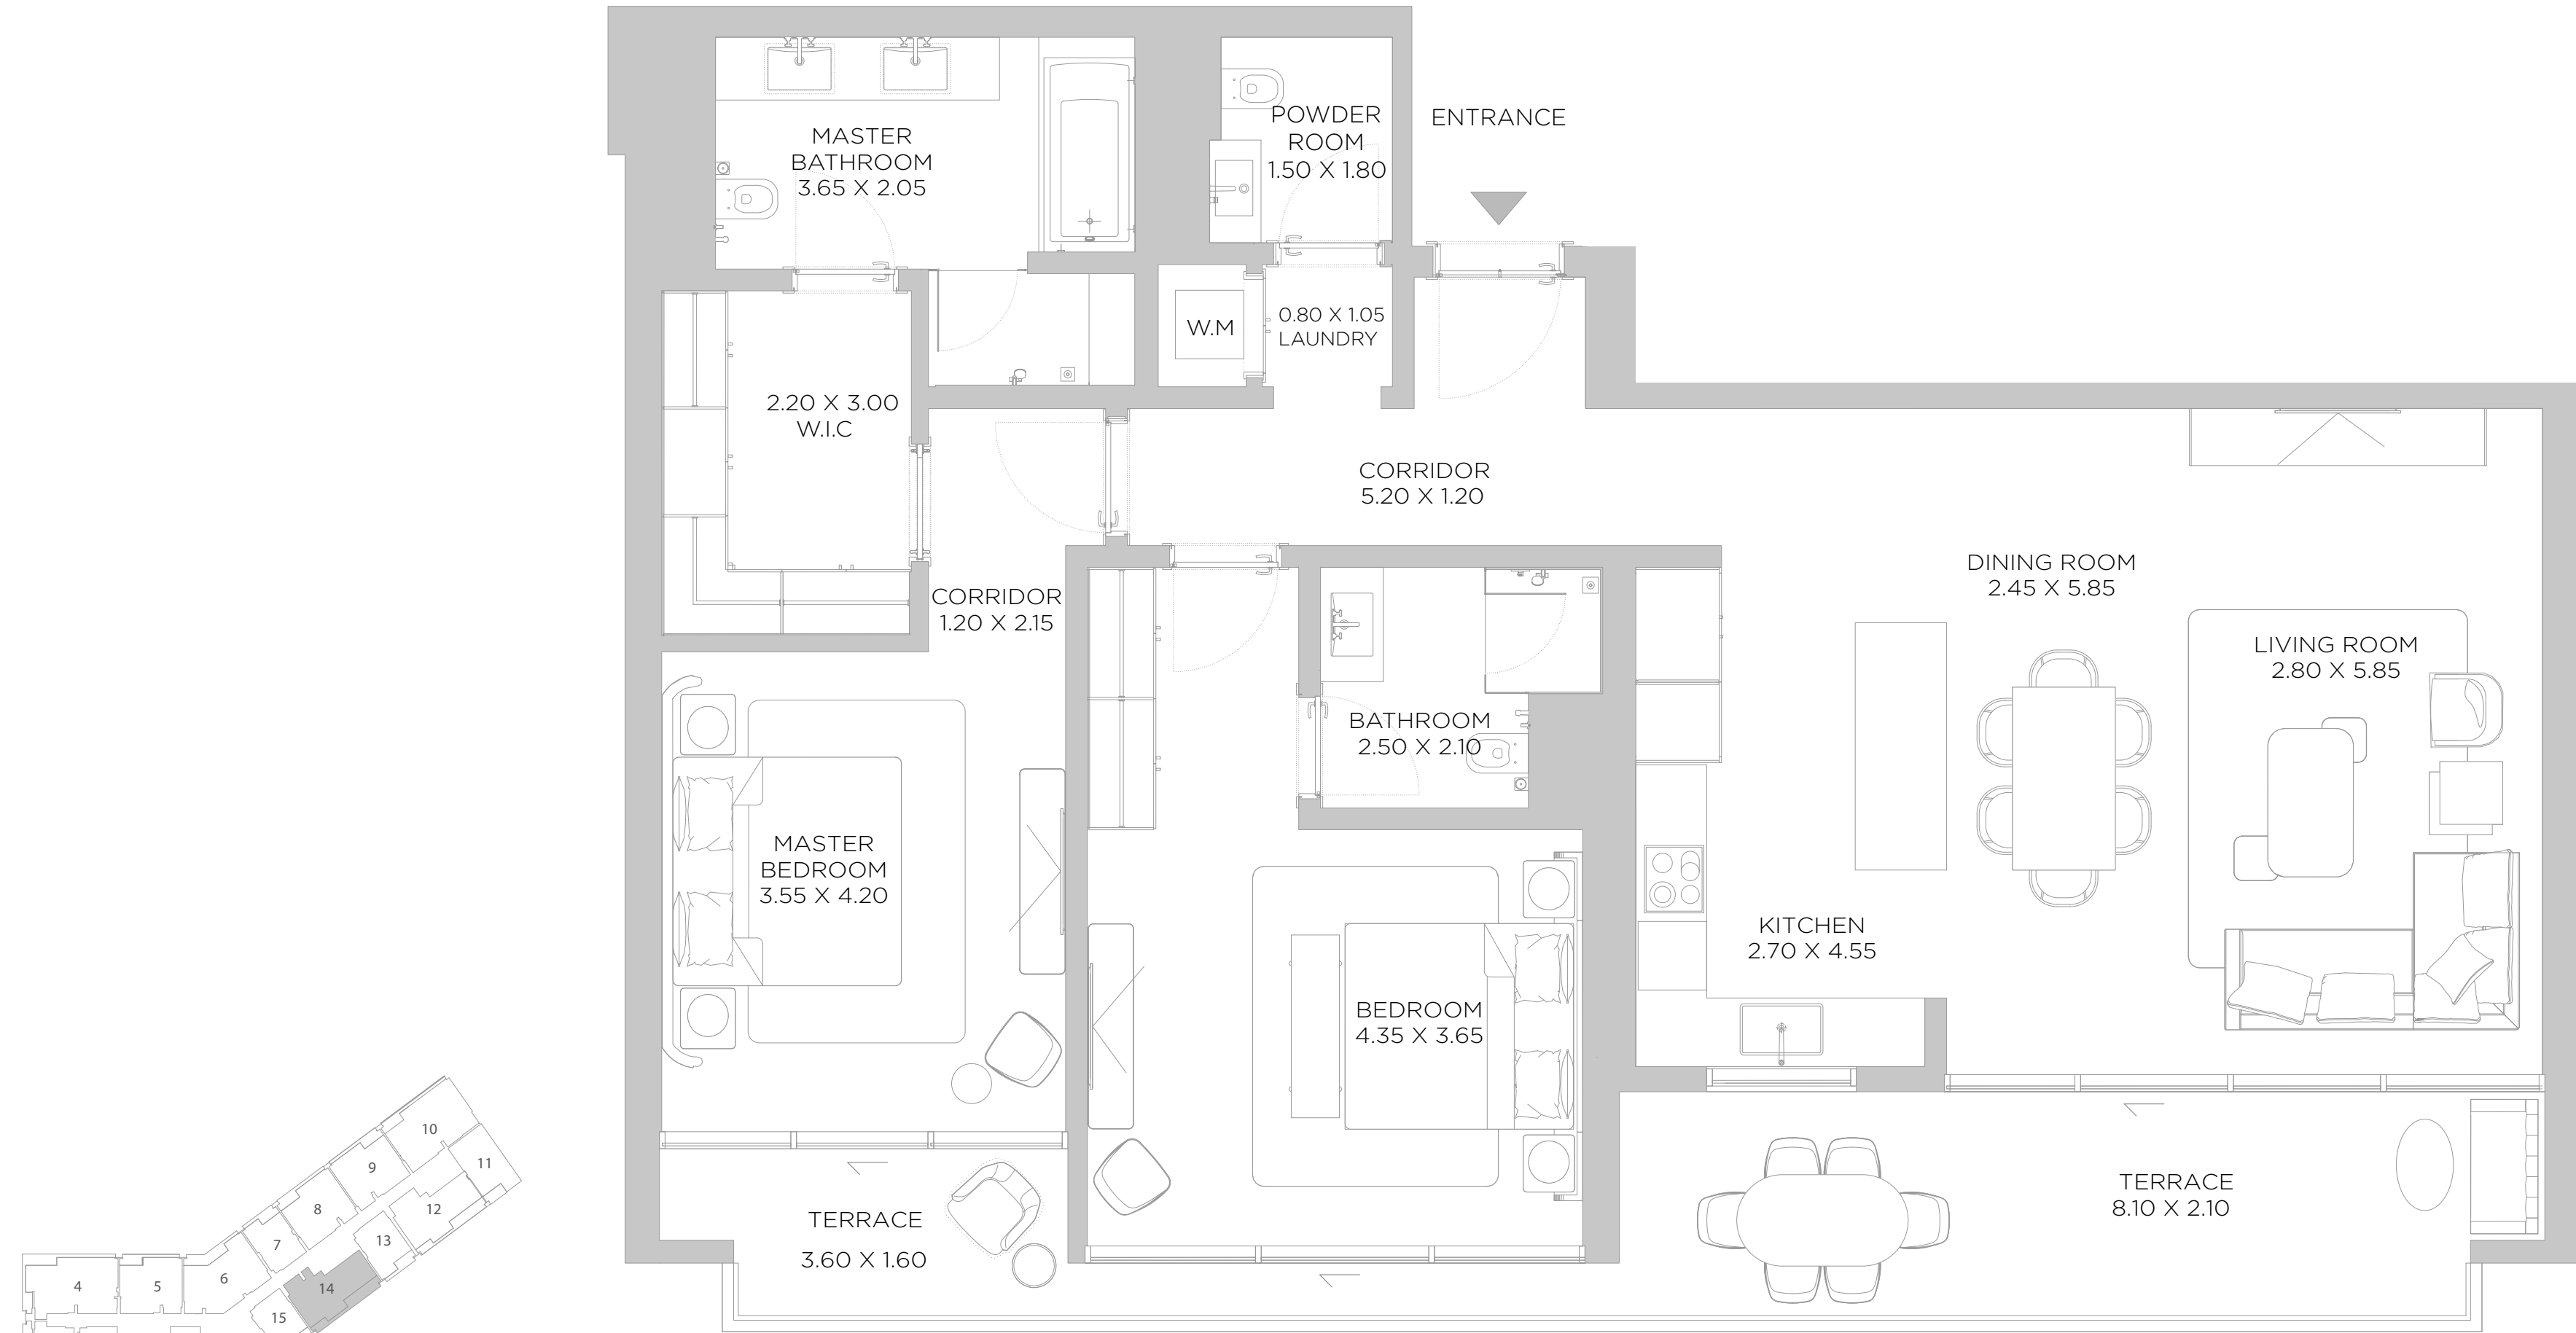 MASTER
BATHROOM
3.65 X 2.05
POWDER
ROOM
1.50 X 1.80
ENTRANCE
W.M
0.80 X 1.05
LAUNDRY
2.20 X 3.00
W.I.C
CORRIDOR
5.20 X 1.20
CORRIDOR
1.20 X 2.15
DINING ROOM
2.45 X 5.85
LIVING ROOM
2.80 X 5.85
BATHROOM
2.50 X 2.10
MASTER
BEDROOM
3.55 X 4.20
KITCHEN
2.70 X 4.55
BEDROOM
4.35 X 3.65
TERRACE
3.60 X 1.60
TERRACE
8.10 X 2.10
10
9
11
8
12
7
13
6
4
5
14
15